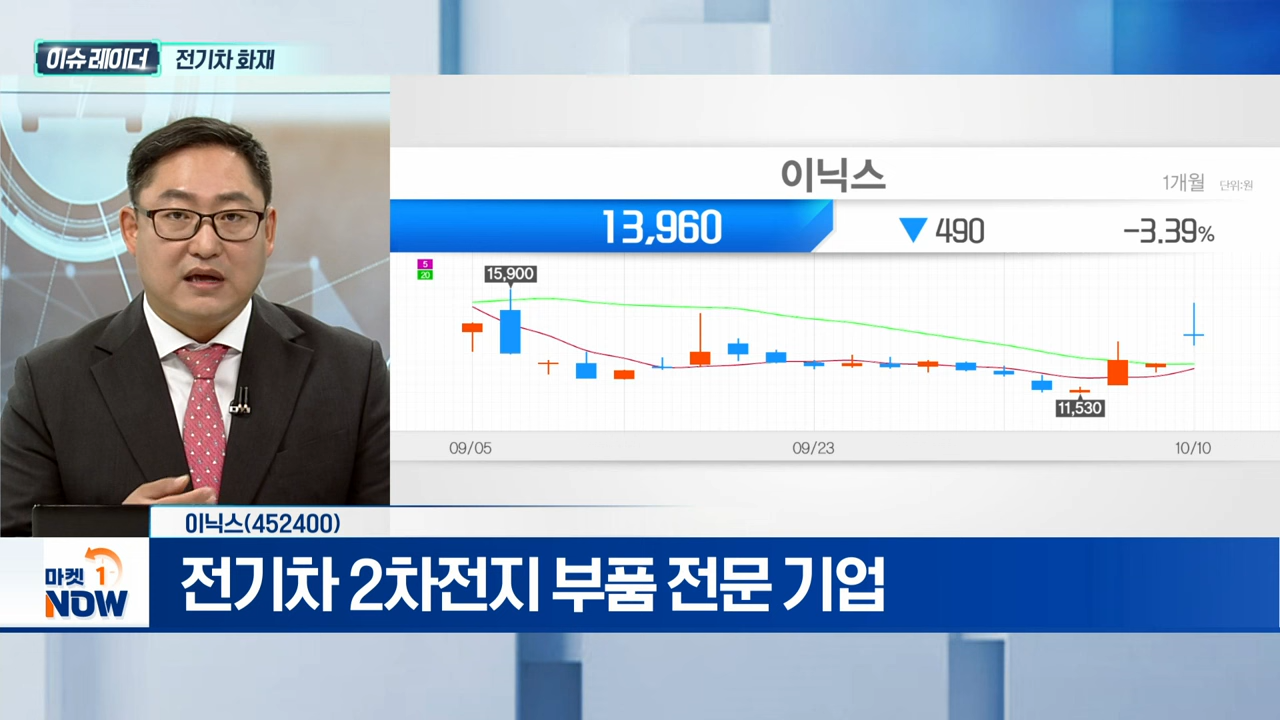 이슈 레이더 전기차 화재
이닉스
1개월 단위:원
13,960 ▼ 490 -3.39%
5
20
15,900
11,530
09/05 09/23 10/10
이닉스(452400)
마켓 1
NOW
전기차 2차전지 부품 전문 기업